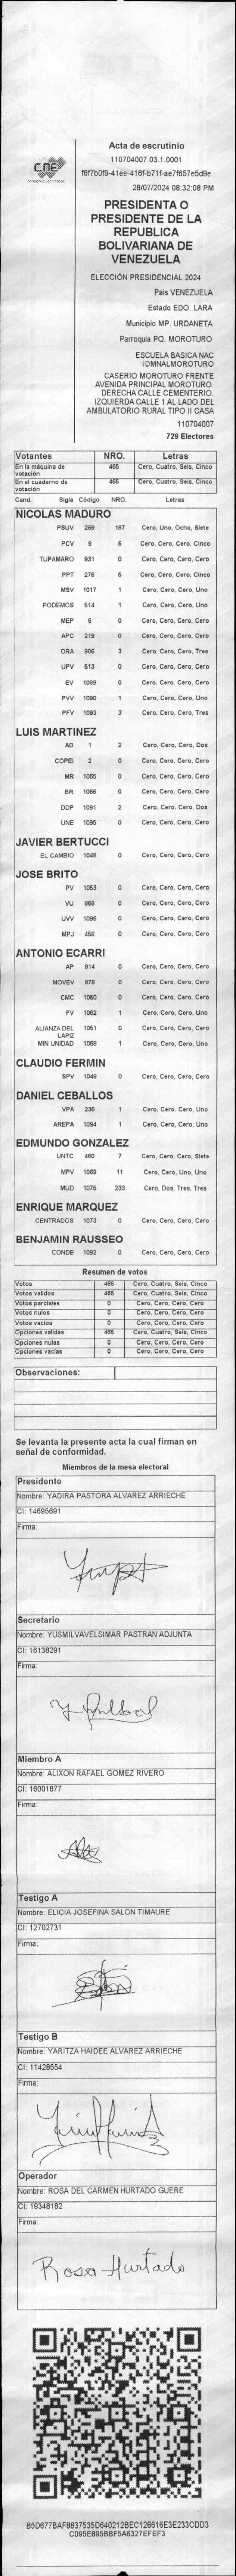 CNE
Acta de escrutinio
110704007.03.1.0001
f6f7b0f9-41ee-416f-b71f-ae7f657e5d9e
28/07/2024 08:32:08 PM
PRESIDENTA O
PRESIDENTE DE LA
REPUBLICA
BOLIVARIANA DE
VENEZUELA
ELECCIÓN PRESIDENCIAL 2024
Pais VENEZUELA
Estado EDO. LARA
Municipio MP. URDANETA
Parroquia PQ. MOROTURO
ESCUELA BASICA NAC
IOMNALMOROTURO
CASERIO MOROTURO FRENTE
AVENIDA PRINCIPAL MOROTURO.
DERECHA CALLE CEMENTERIO.
IZQUIERDA CALLE 1 AL LADO DEL
AMBULATORIO RURAL TIPO II CASA
110704007
729 Electores
Votantes NRO. Letras
En la máquina de votación 465 Cero, Cuatro, Seis, Cinco
En el cuaderno de votación 465 Cero, Cuatro, Seis, Cinco
Cand. Sigla Código NRO. Letras
NICOLAS MADURO
PSUV 269 187 Cero, Uno, Ocho, Siete
PCV 9 5 Cero, Cero, Cero, Cinco
TUPAMARO 931 0 Cero, Cero, Cero, Cero
PPT 276 5 Cero, Cero, Cero, Cinco
MSV 1017 1 Cero, Cero, Cero, Uno
PODEMOS 514 1 Cero, Cero, Cero, Uno
MEP 6 0 Cero, Cero, Cero, Cero
APC 219 0 Cero, Cero, Cero, Cero
ORA 906 3 Cero, Cero, Cero, Tres
UPV 513 0 Cero, Cero, Cero, Cero
EV 1089 0 Cero, Cero, Cero, Cero
PVV 1090 1 Cero, Cero, Cero, Uno
PFV 1093 3 Cero, Cero, Cero, Tres
LUIS MARTINEZ
AD 1 2 Cero, Cero, Cero, Dos
COPEI 2 0 Cero, Cero, Cero, Cero
MR 1065 0 Cero, Cero, Cero, Cero
BR 1066 0 Cero, Cero, Cero, Cero
DDP 1091 2 Cero, Cero, Cero, Dos
UNE 1095 0 Cero, Cero, Cero, Cero
JAVIER BERTUCCI
EL CAMBIO 1048 0 Cero, Cero, Cero, Cero
JOSE BRITO
PV 1053 0 Cero, Cero, Cero, Cero
VU 868 0 Cero, Cero, Cero, Cero
UVV 1096 0 Cero, Cero, Cero, Cero
MPJ 450 0 Cero, Cero, Cero, Cero
ANTONIO ECARRI
AP 814 0 Cero, Cero, Cero, Cero
MOVEV 878 0 Cero, Cero, Cero, Cero
CMC 1050 0 Cero, Cero, Cero, Cero
FV 1062 1 Cero, Cero, Cero, Uno
ALIANZA DEL LAPIZ 1051 0 Cero, Cero, Cero, Cero
MIN UNIDAD 1068 1 Cero, Cero, Cero, Uno
CLAUDIO FERMIN
SPV 1049 0 Cero, Cero, Cero, Cero
DANIEL CEBALLOS
VPA 236 1 Cero, Cero, Cero, Uno
AREPA 1094 1 Cero, Cero, Cero, Uno
EDMUNDO GONZALEZ
UNTC 460 7 Cero, Cero, Cero, Siete
MPV 1069 11 Cero, Cero, Uno, Uno
MUD 1075 233 Cero, Dos, Tres, Tres
ENRIQUE MARQUEZ
CENTRADOS 1073 0 Cero, Cero, Cero, Cero
BENJAMIN RAUSSEO
CONDE 1092 0 Cero, Cero, Cero, Cero
Resumen de votos
Votos 465 Cero, Cuatro, Seis, Cinco
Votos validos 465 Cero, Cuatro, Seis, Cinco
Votos parciales 0 Cero, Cero, Cero, Cero
Votos nulos 0 Cero, Cero, Cero, Cero
Votos vacios 0 Cero, Cero, Cero, Cero
Opciones validas 465 Cero, Cuatro, Seis, Cinco
Opciones nulas 0 Cero, Cero, Cero, Cero
Opciones vacias 0 Cero, Cero, Cero, Cero
Observaciones:
Se levanta la presente acta la cual firman en
señal de conformidad.
Miembros de la mesa electoral
Presidente
Nombre: YADIRA PASTORA ALVAREZ ARRIECHE
CI: 14695691
Firma:
Secretario
Nombre: YUSMILVAVELSIMAR PASTRAN ADJUNTA
CI: 16138291
Firma:
Miembro A
Nombre: ALIXON RAFAEL GOMEZ RIVERO
CI: 16001877
Firma:
Testigo A
Nombre: ELICIA JOSEFINA SALON TIMAURE
CI: 12702731
Firma:
Testigo B
Nombre: YARITZA HAIDEE ALVAREZ ARRIECHE
CI: 11428554
Firma:
Operador
Nombre: ROSA DEL CARMEN HURTADO GUERE
CI: 19348182
Firma:
Rosa Hurtado
B5D677BAF8837535D640212BEC128616E3E233CDD3
C095E895BBF5A6327EFEF3